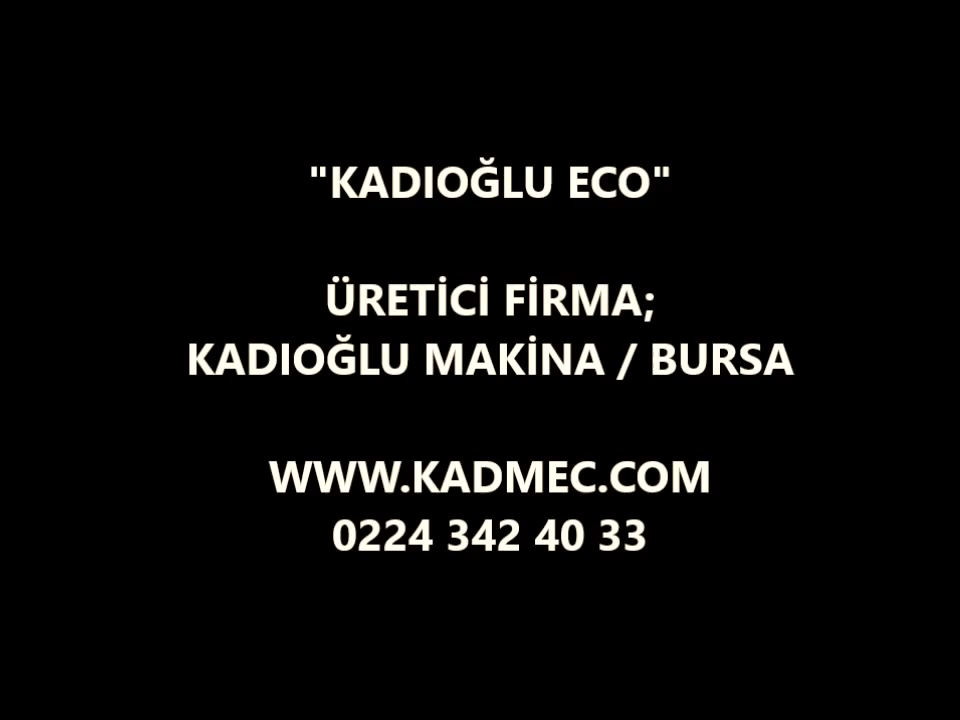 "KADIOĞLU ECO"
ÜRETİCİ FİRMA;
KADIOĞLU MAKİNA / BURSA
WWW.KADMEC.COM
0224 342 40 33